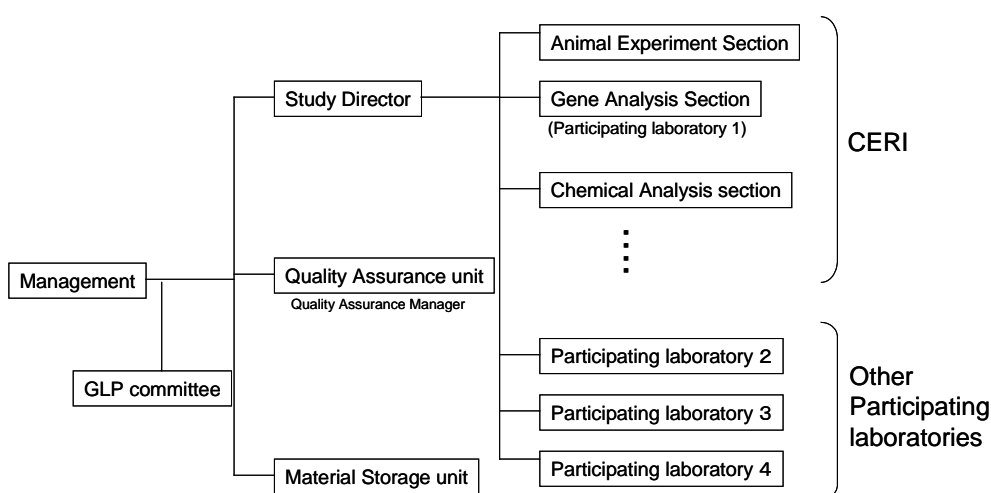 Animal Experiment Section
Study Director
Gene Analysis Section
(Participating laboratory 1)
CERI
Chemical Analysis section
Management
Quality Assurance unit
Quality Assurance Manager
GLP committee
Participating laboratory 2
Participating laboratory 3
Participating laboratory 4
Other
Participating
laboratories
Material Storage unit